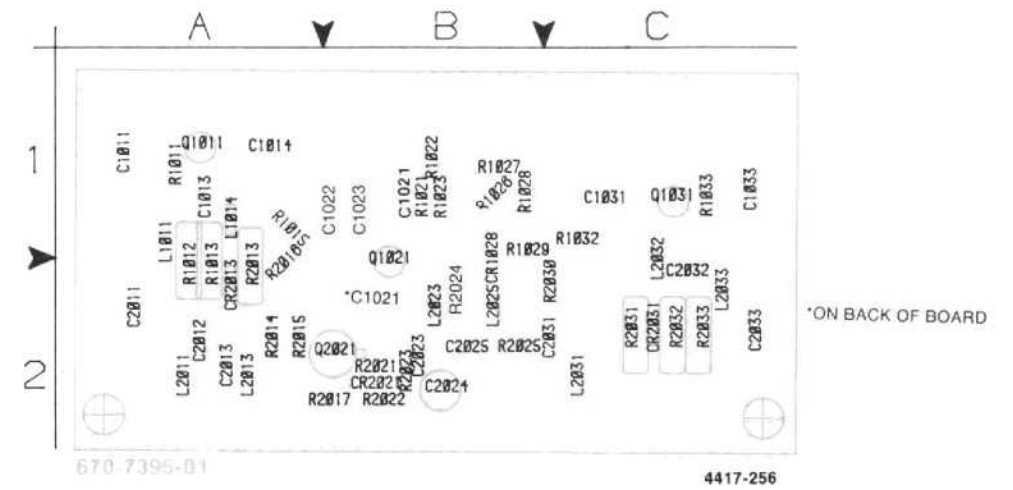 A B C
1
2
C1011
R1011
Q1011
C1014
C1013
L1014
R1015
L1011
R1012
R1013
CR2013
R2013
R2016
C2011
C2012
L2011
C2013
L2013
R2014
R2015
C1022
C1023
C1021
R1021
R1022
R1023
R1027
R1026
R1028
Q1021
*C1021
L2023
R2024
L2025
CR1028
R1029
R1032
R2030
Q2021
R2021
CR2021
R2017
R2022
R2023
C2023
C2024
C2025
R2025
C2031
L2031
C1031
Q1031
R1033
C1033
L2032
C2032
L2033
R2031
CR2031
R2032
R2033
C2033
*ON BACK OF BOARD
670-7395-01
4417-256